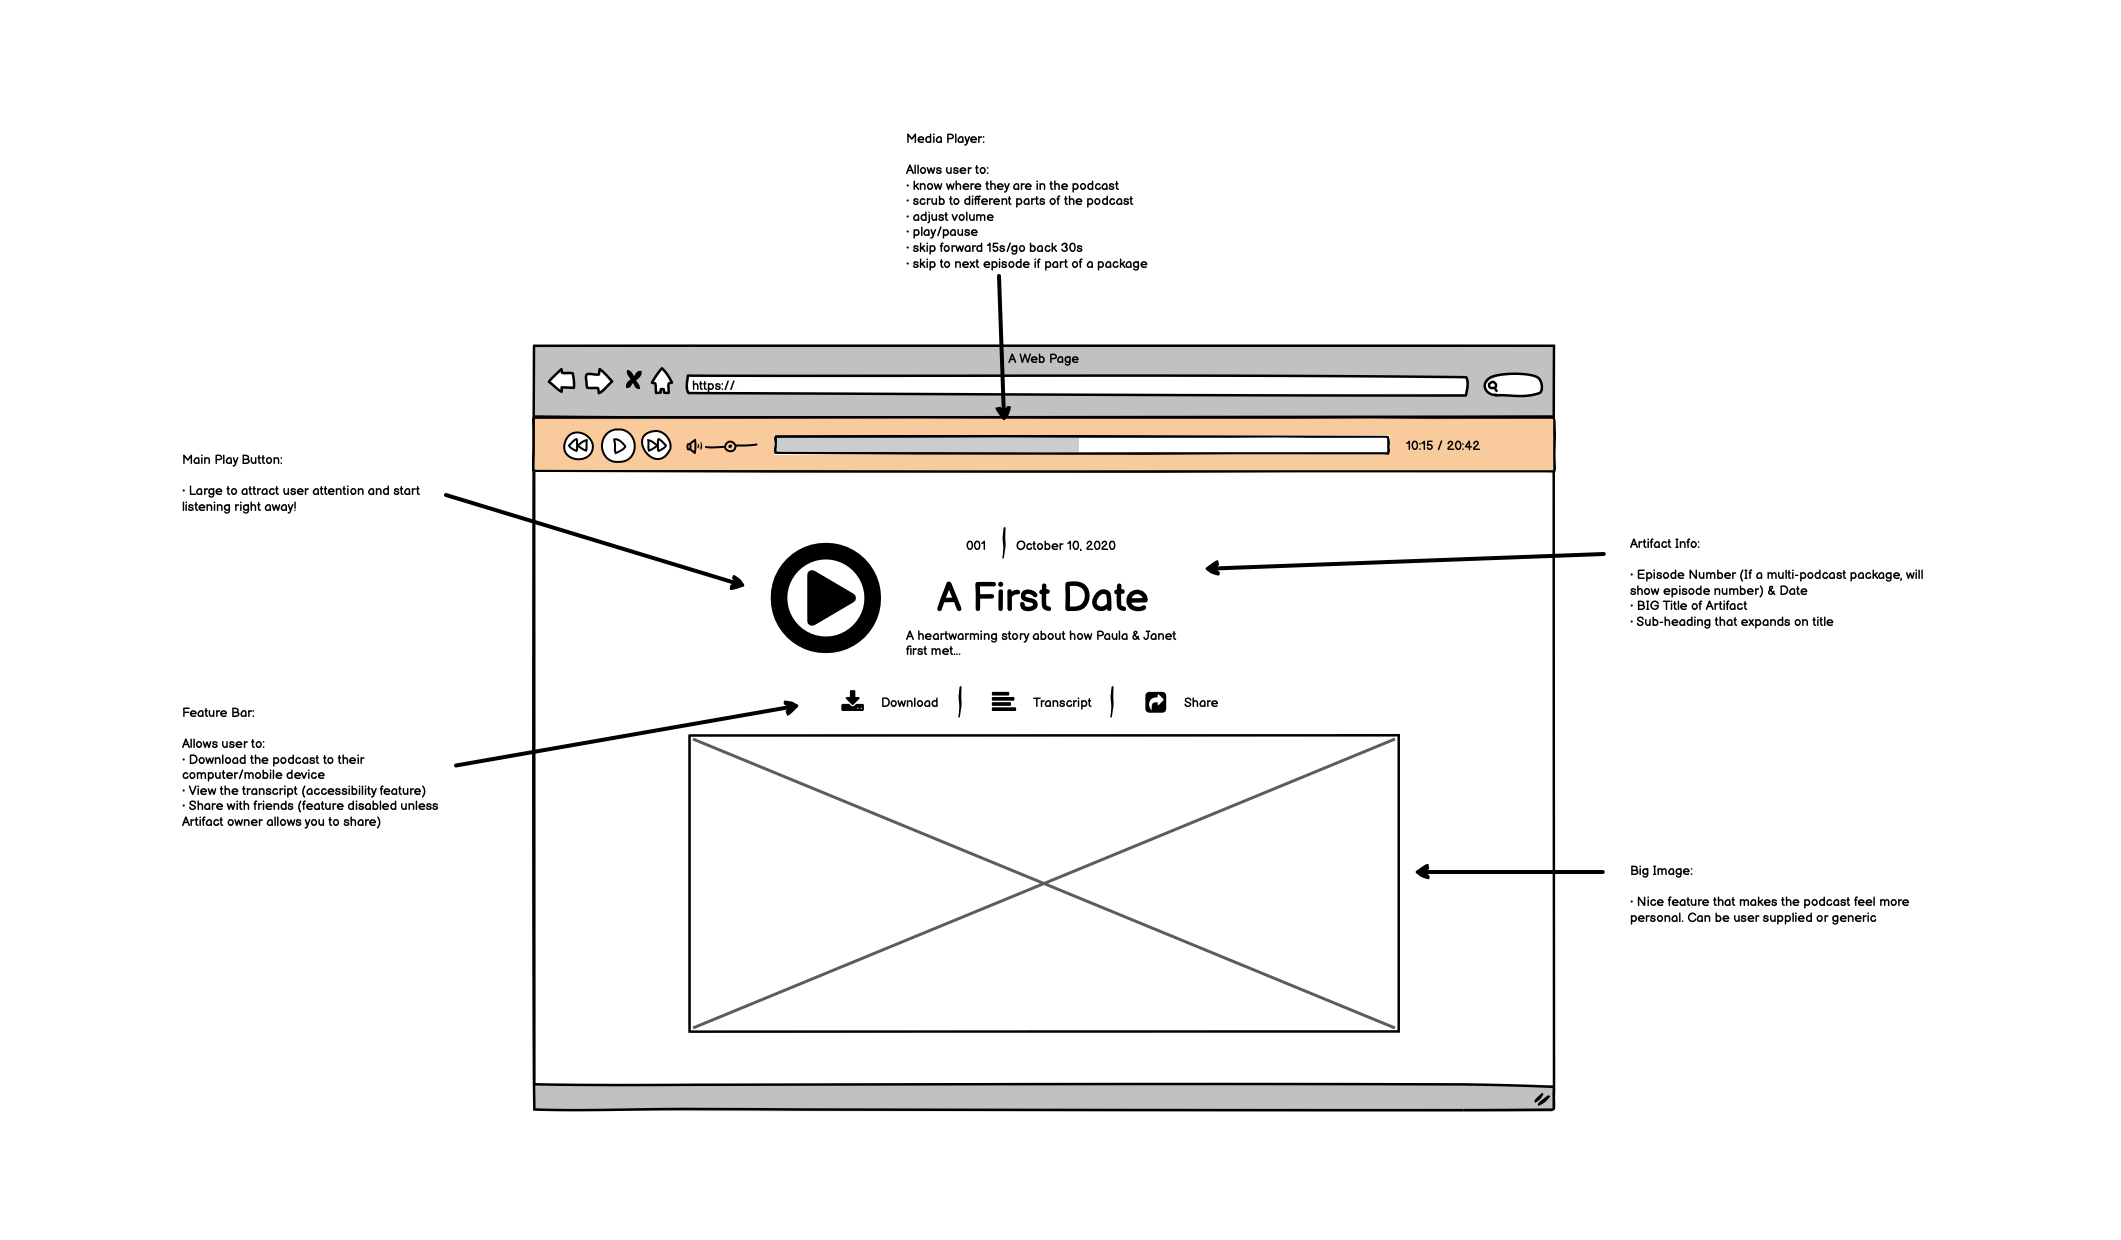 Media Player:
Allows user to:
· know where they are in the podcast
· scrub to different parts of the podcast
· adjust volume
· play/pause
· skip forward 15s/go back 30s
· skip to next episode if part of a package
A Web Page
https://
10:15 / 20:42
Main Play Button:
· Large to attract user attention and start
listening right away!
001
October 10, 2020
A First Date
A heartwarming story about how Paula & Janet
first met...
Artifact Info:
· Episode Number (If a multi-podcast package, will
show episode number) & Date
· BIG Title of Artifact
· Sub-heading that expands on title
Download
Transcript
Share
Feature Bar:
Allows user to:
· Download the podcast to their
computer/mobile device
· View the transcript (accessibility feature)
· Share with friends (feature disabled unless
Artifact owner allows you to share)
Big Image:
· Nice feature that makes the podcast feel more
personal. Can be user supplied or generic